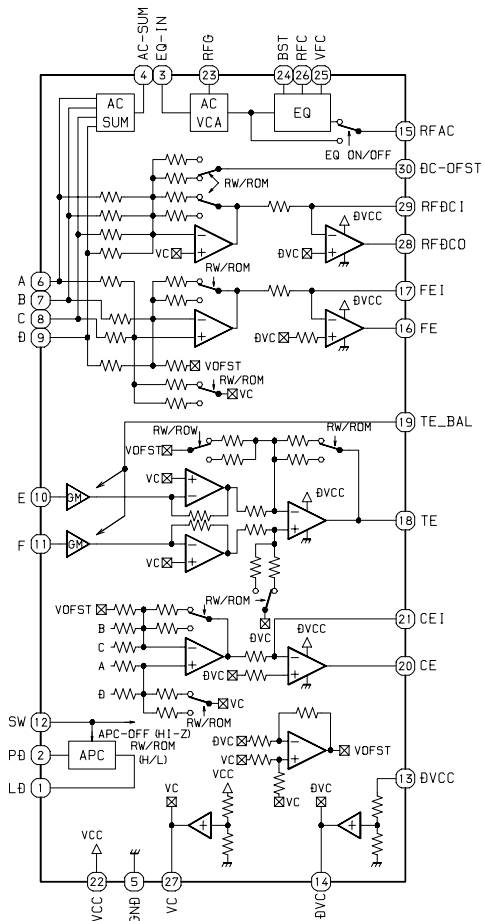 AC-SUM
EQ-IN
RFG
BST
RFC
VFC
4
3
23
24
26
25
AC
SUM
AC
VCA
EQ
15 RFAC
EQ ON/OFF
30 DC-OFST
RW/ROM
29 RFDCI
DVCC
VC
DVC
28 RFDCO
A 6
B 7
C 8
D 9
RW/ROM
17 FEI
DVCC
DVC
16 FE
VOFST
RW/ROM
VC
19 TE_BAL
RW/ROW
RW/ROM
VOFST
VC
DVCC
E 10 GM
18 TE
F 11 GM
VC
RW/ROM
DVC
VOFST
RW/ROM
21 CEI
B
C
A
D
DVCC
DVC
20 CE
VC
RW/ROM
SW 12
APC-OFF (HI-Z)
RW/ROM
(H/L)
PD 2
APC
LD 1
DVC
VC
VOFST
VC
13 DVCC
VCC
VC
DVC
VCC
22
5
27
14
VCC
GND
VC
DVC